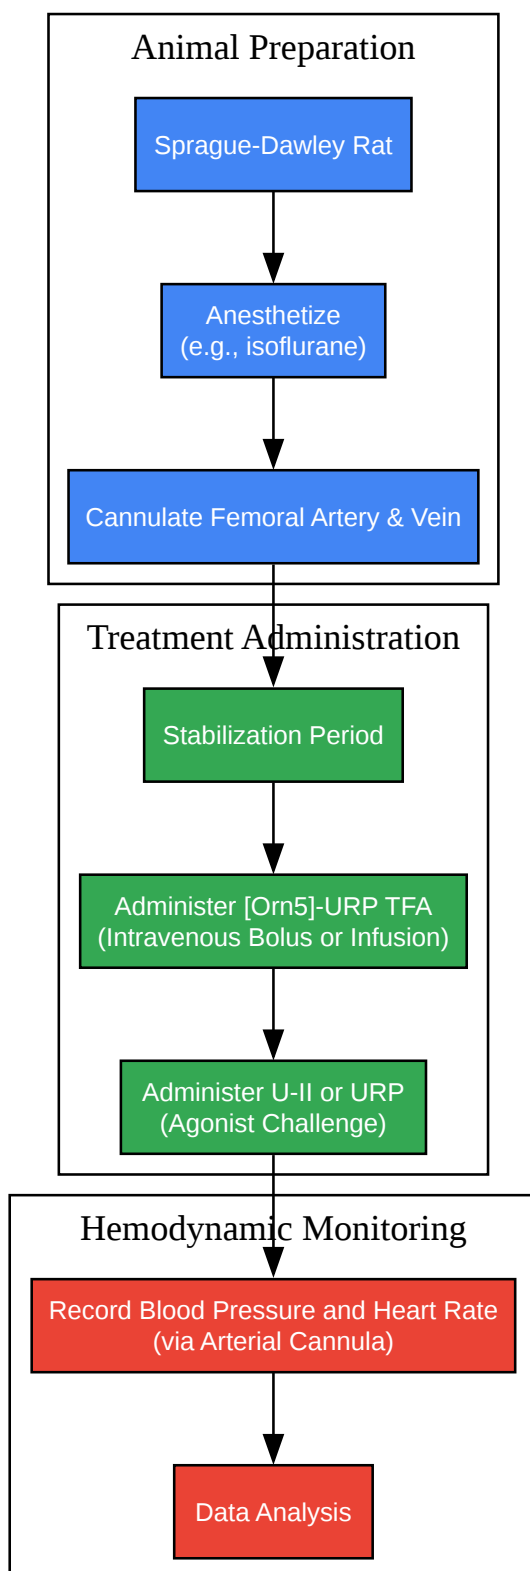 Animal Preparation
Sprague-Dawley Rat
Anesthetize
(e.g., isoflurane)
Cannulate Femoral Artery & Vein
Treatment Administration
Stabilization Period
Administer [Orn5]-URP TFA
(Intravenous Bolus or Infusion)
Administer U-II or URP
(Agonist Challenge)
Hemodynamic Monitoring
Record Blood Pressure and Heart Rate
(via Arterial Cannula)
Data Analysis